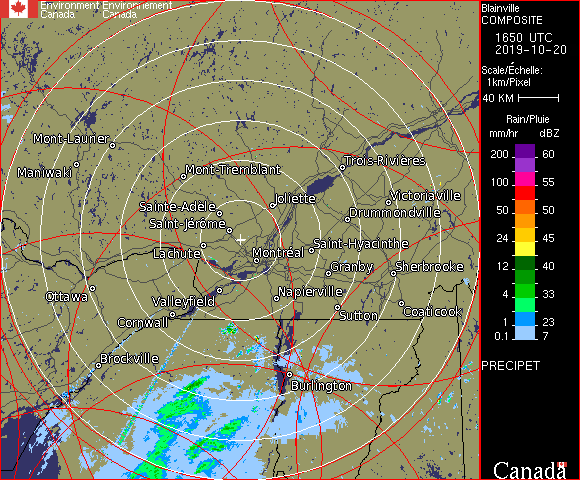 Environment Environnement
Canada Canada
Blainville
COMPOSITE
1650 UTC
2019-10-20
Scale/Échelle:
1km/Pixel
40 KM
Rain/Pluie
mm/hr dBZ
200 60
100 55
50 50
24 45
12 40
4 33
1 23
0.1 7
PRECIPET
Canada
Mont-Laurier
Maniwaki
Mont-Tremblant
Trois-Rivières
Joliette
Victoriaville
Sainte-Adèle
Drummondville
Saint-Jérôme
Lachute
Montréal
Saint-Hyacinthe
Granby
Sherbrooke
Ottawa
Valleyfield
Napierville
Cornwall
Sutton
Coaticook
Brockville
Burlington